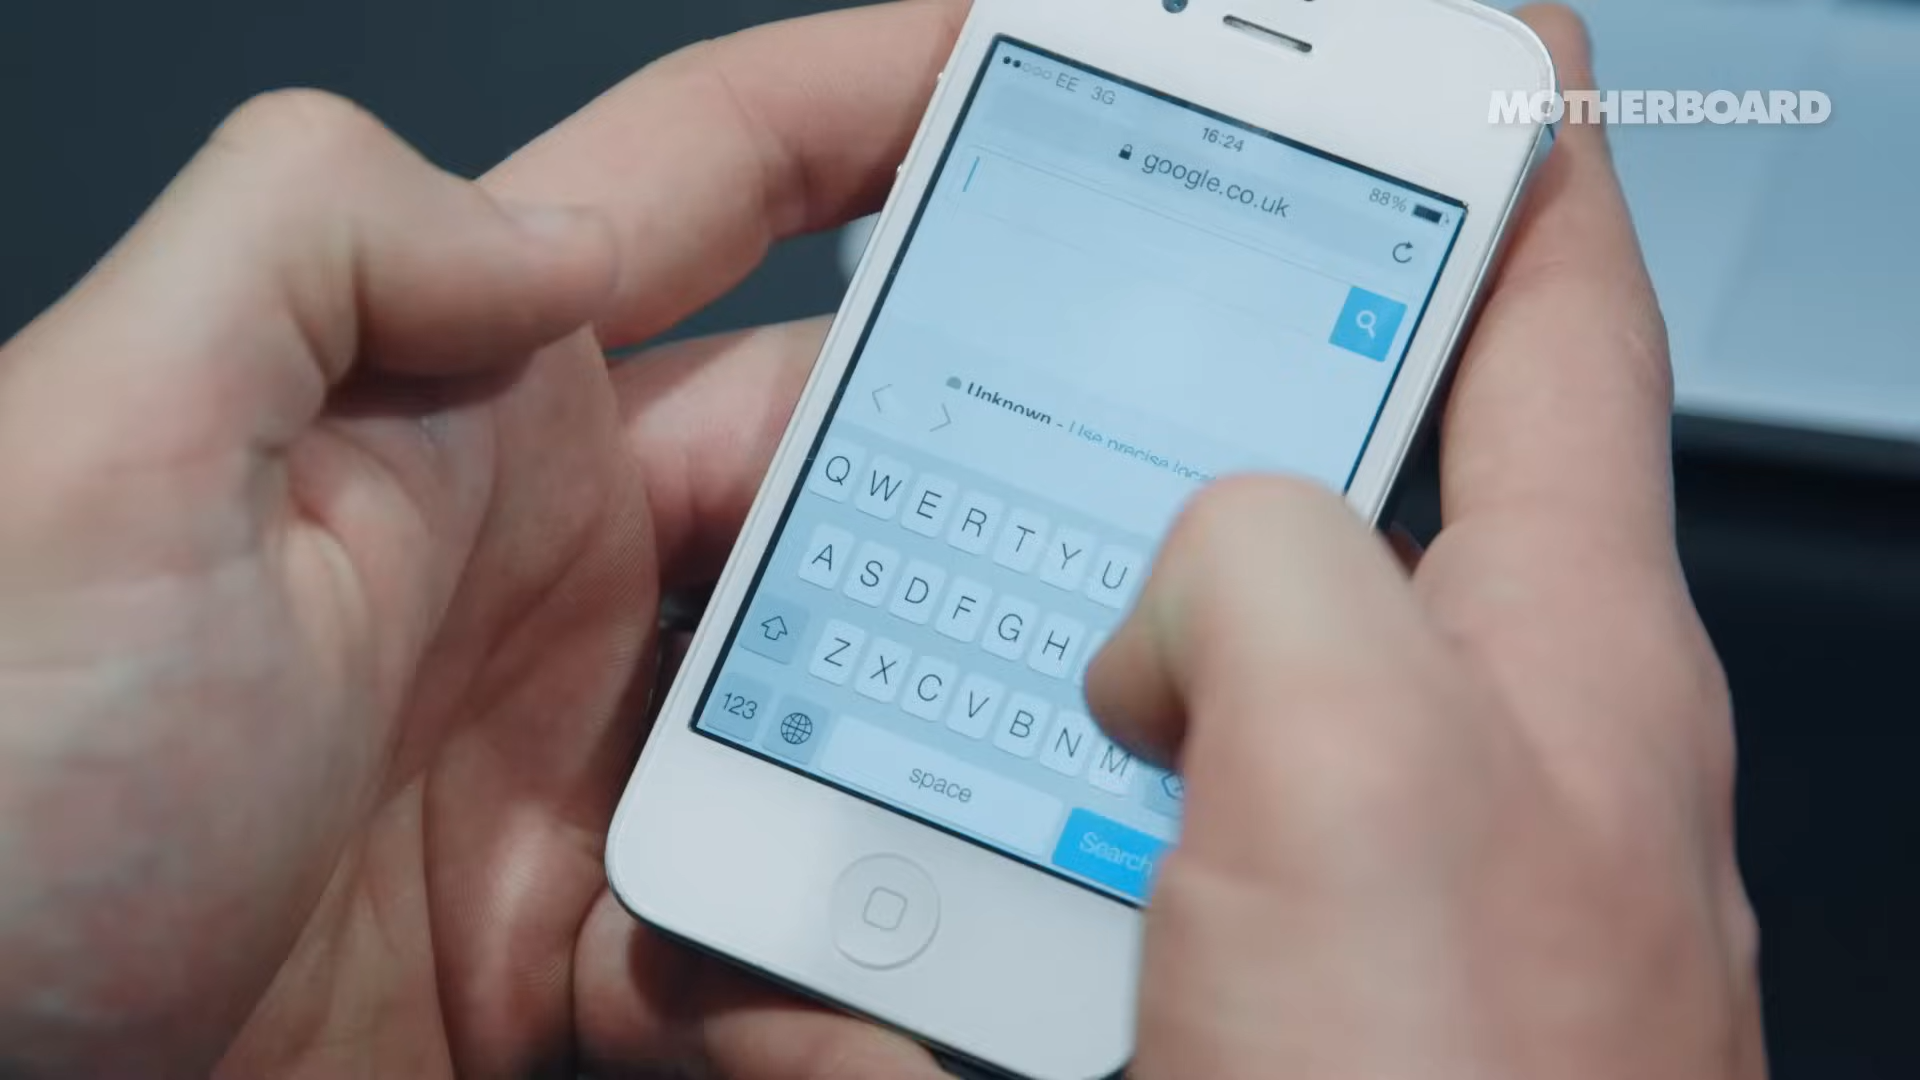 MOTHERBOARD
EE 3G
16:24
88%
google.co.uk
Unknown - Use precise
Q W E R T Y U
A S D F G H
Z X C V B N M
123
space
Search